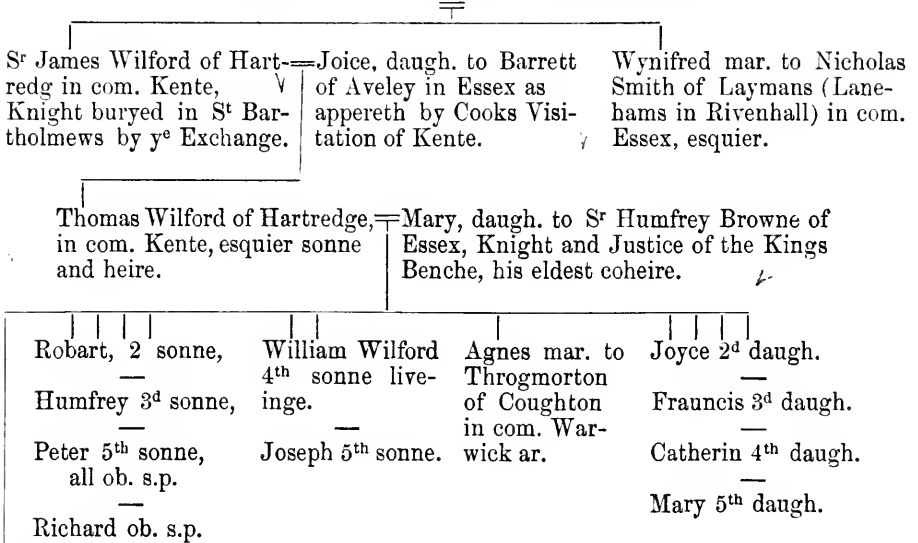 Sʳ James Wilford of Hart-
redg in com. Kente,
Knight buryed in Sᵗ Bar-
tholmews by yᵉ Exchange.
Joice, daugh. to Barrett
of Aveley in Essex as
appereth by Cooks Visi-
tation of Kente.
Wynifred mar. to Nicholas
Smith of Laymans (Lane-
hams in Rivenhall) in com.
Essex, esquier.
Thomas Wilford of Hartredge,
in com. Kente, esquier sonne
and heire.
Mary, daugh. to Sʳ Humfrey Browne of
Essex, Knight and Justice of the Kings
Benche, his eldest coheire.
Robart, 2 sonne,
Humfrey 3ᵈ sonne,
Peter 5ᵗʰ sonne,
all ob. s.p.
Richard ob. s.p.
William Wilford
4ᵗʰ sonne live-
inge.
Joseph 5ᵗʰ sonne.
Agnes mar. to
Throgmorton
of Coughton
in com. War-
wick ar.
Joyce 2ᵈ daugh.
Frauncis 3ᵈ daugh.
Catherin 4ᵗʰ daugh.
Mary 5ᵗʰ daugh.